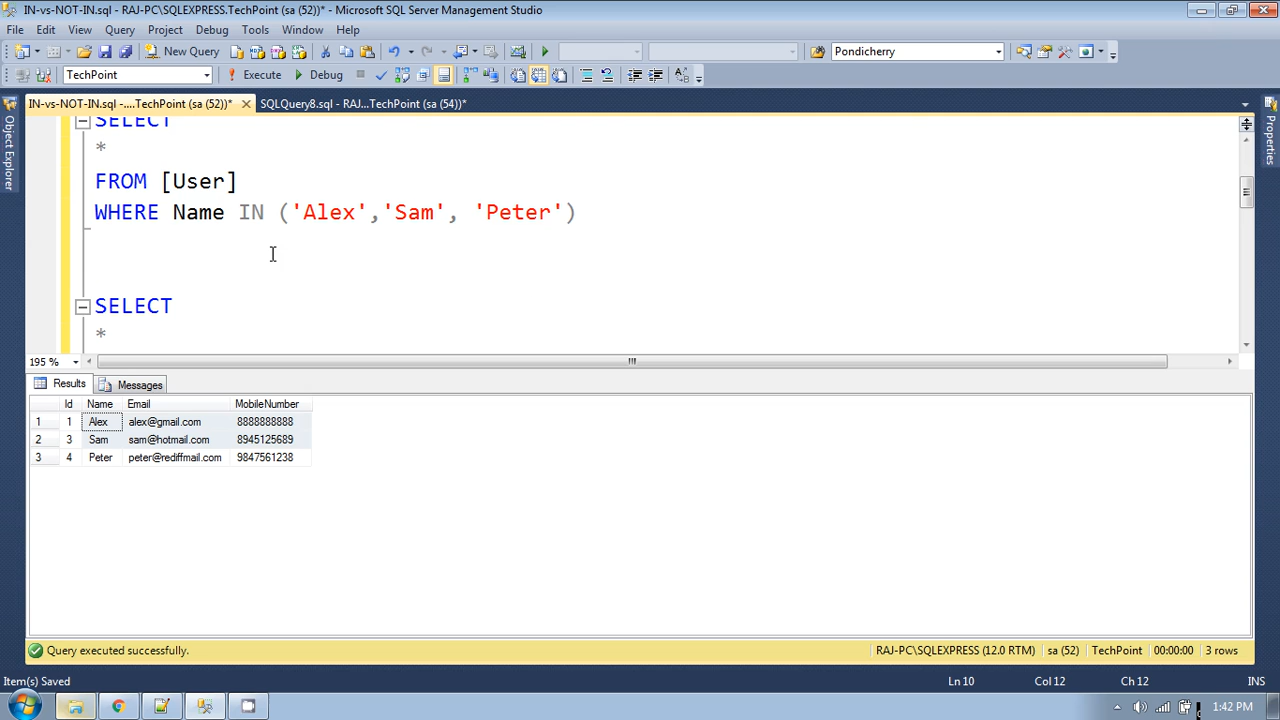 IN-vs-NOT-IN.sql - RAJ-PC\SQLEXPRESS.TechPoint (sa (52))* - Microsoft SQL Server Management Studio
File Edit View Query Project Debug Tools Window Help
New Query Pondicherry
TechPoint Execute Debug
IN-vs-NOT-IN.sql -....TechPoint (sa (52))* SQLQuery8.sql - RAJ...TechPoint (sa (54))*
Object Explorer
Properties
SELECT
*
FROM [User]
WHERE Name IN ('Alex','Sam', 'Peter')
SELECT
*
195 %
Results Messages
Id Name Email MobileNumber
1 1 Alex alex@gmail.com 8888888888
2 3 Sam sam@hotmail.com 8945125689
3 4 Peter peter@rediffmail.com 9847561238
Query executed successfully. RAJ-PC\SQLEXPRESS (12.0 RTM) sa (52) TechPoint 00:00:00 3 rows
Item(s) Saved Ln 10 Col 12 Ch 12 INS
1:42 PM